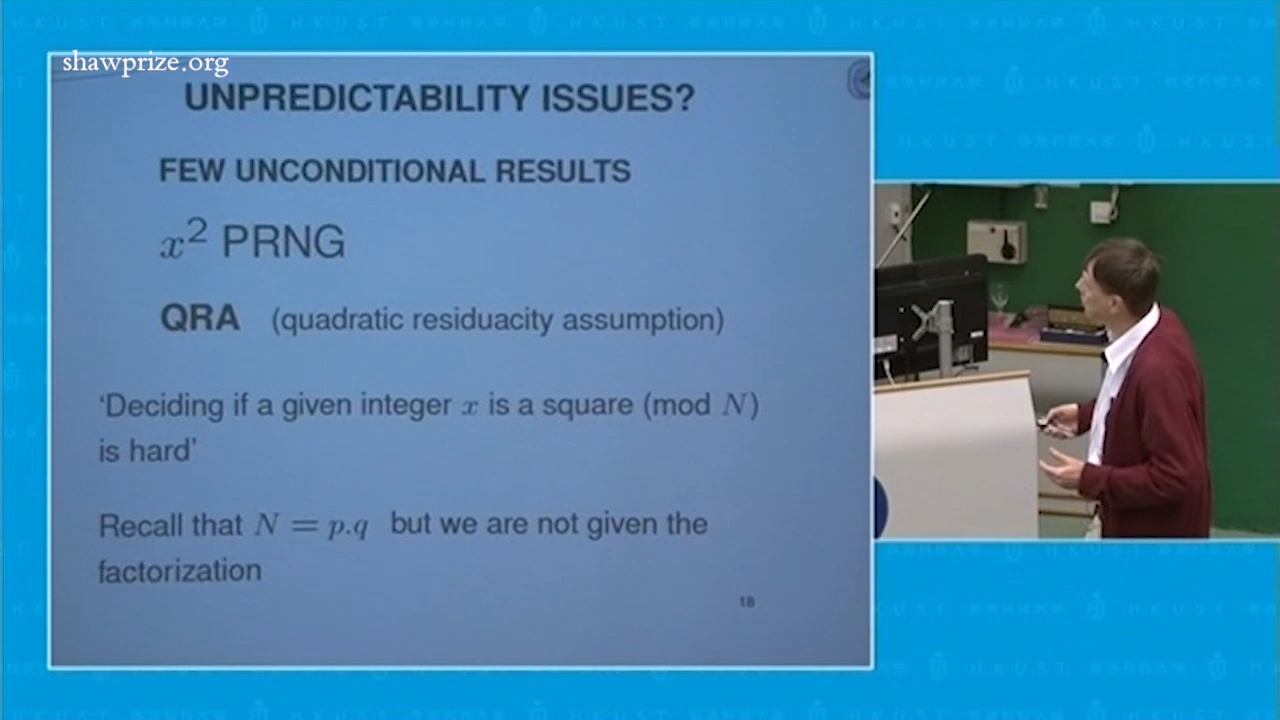 shawprize.org
UNPREDICTABILITY ISSUES?
FEW UNCONDITIONAL RESULTS
x² PRNG
QRA (quadratic residuacity assumption)
‘Deciding if a given integer x is a square (mod N)
is hard’
Recall that N = p.q but we are not given the
factorization
18
HKUST